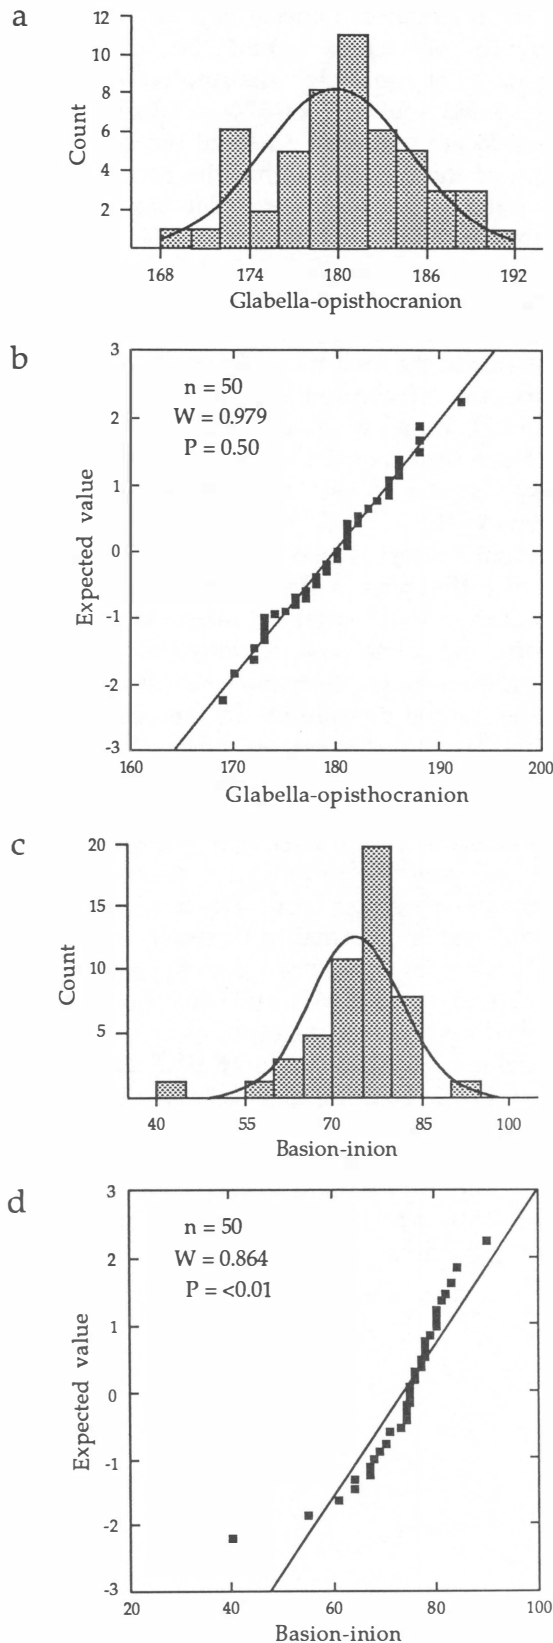 a
12
10
8
6
4
2
Count
168 174 180 186 192
Glabella-opisthocranion
b
3
2
1
0
-1
-2
-3
Expected value
n = 50
W = 0.979
P = 0.50
160 170 180 190 200
Glabella-opisthocranion
c
20
15
10
5
Count
40 55 70 85 100
Basion-inion
d
3
2
1
0
-1
-2
-3
Expected value
n = 50
W = 0.864
P = <0.01
20 40 60 80 100
Basion-inion